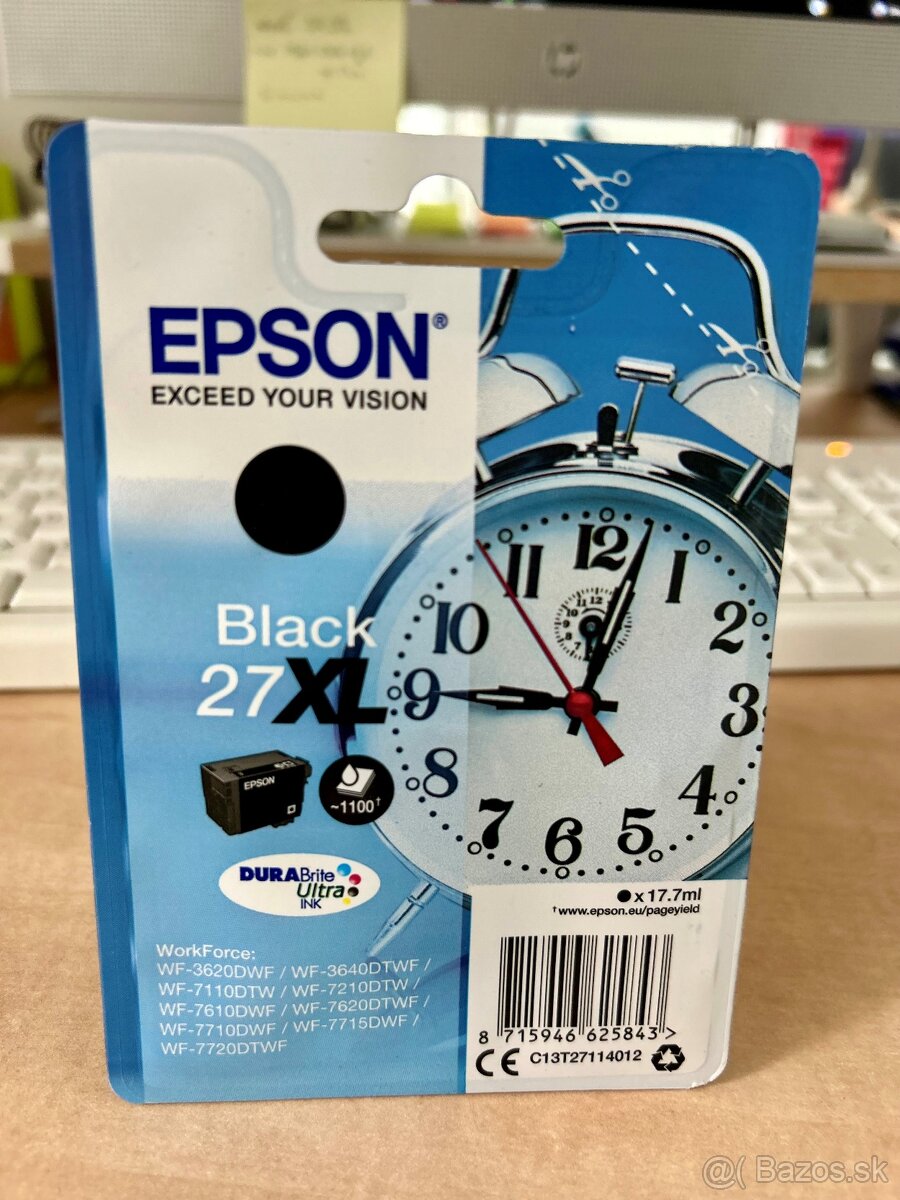 EPSON®
EXCEED YOUR VISION
Black
27XL
EPSON
~1100†
DURABrite
Ultra
INK
WorkForce:
WF-3620DWF / WF-3640DTWF /
WF-7110DTW / WF-7210DTW /
WF-7610DWF / WF-7620DTWF /
WF-7710DWF / WF-7715DWF /
WF-7720DTWF
12
1
2
3
4
5
6
7
8
9
10
11
x 17.7ml
†www.epson.eu/pageyield
8 715946 625843 >
CE C13T27114012
@( Bazos.sk